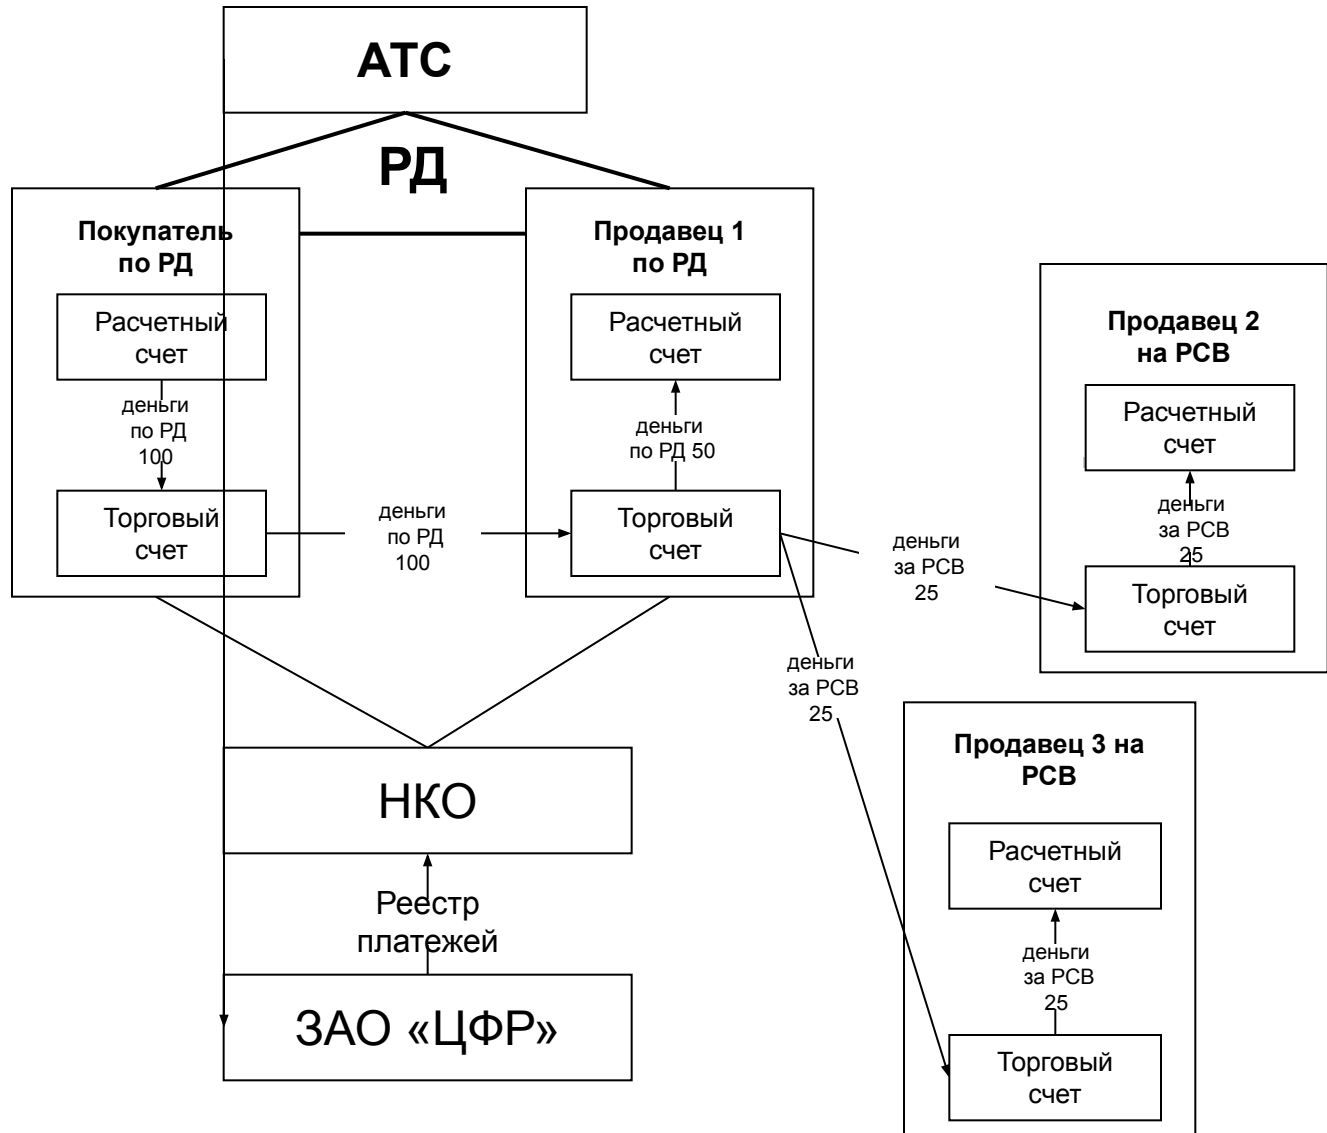 АТС
РД
Покупатель
по РД
Расчетный
счет
деньги
по РД
100
Торговый
счет
деньги
по РД
100
Продавец 1
по РД
Расчетный
счет
деньги
по РД 50
Торговый
счет
деньги
за РСВ
25
деньги
за РСВ
25
Продавец 2
на РСВ
Расчетный
счет
деньги
за РСВ
25
Торговый
счет
Продавец 3 на
РСВ
Расчетный
счет
деньги
за РСВ
25
Торговый
счет
НКО
Реестр
платежей
ЗАО «ЦФР»